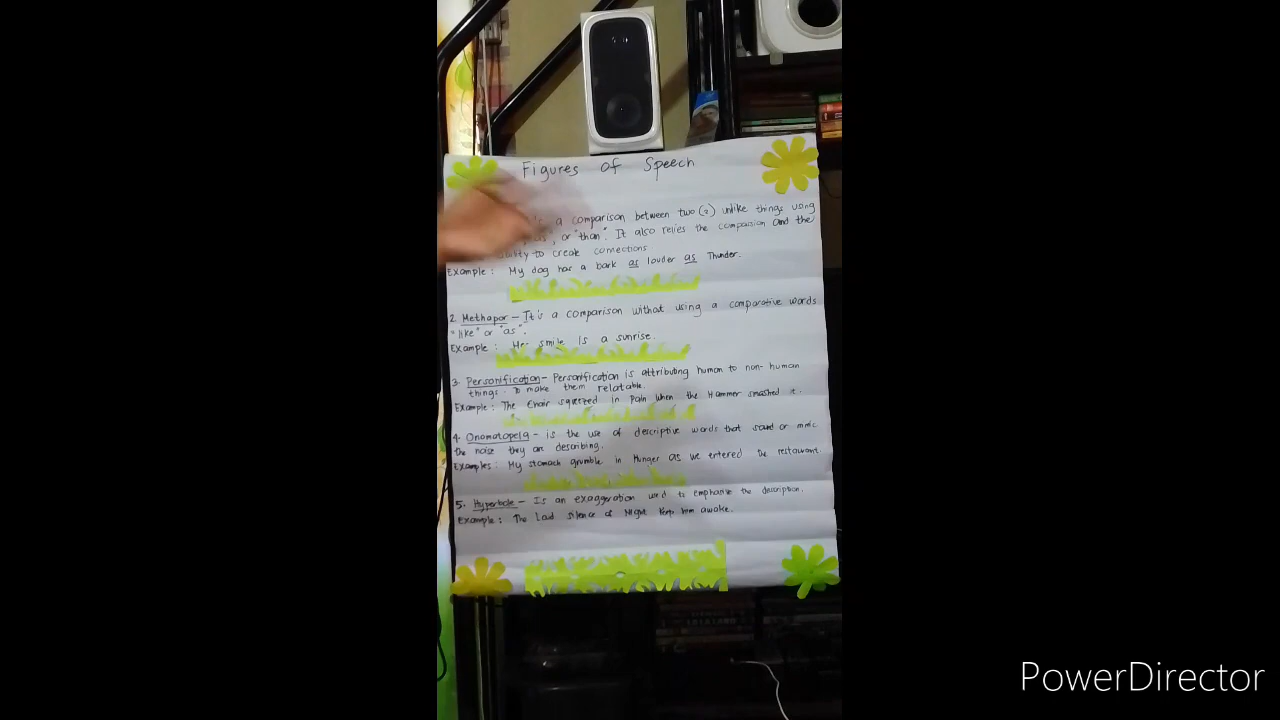 Figures of Speech
a comparison between two (2) unlike things using
or "than". It also relies the comparsion and the
to create connections
Example: My dog has a bark as louder as Thunder.
2. Methapor - It's a comparison without using a comparative words
"like" or "as".
Example: Her smile is a sunrise.
3. Personification - Personification is attributing human to non-human
things. To make them relatable.
Example: The Chair squeezed in Pain when the Hammer smashed it.
4. Onomatopeia - is the use of descriptive words that sound or mimic
the noise they are describing.
Examples: My stomach grumble in Hunger as we entered the restaurant.
5. Hyperbole - Is an exaggeration used to emphasize the description.
Example: The Loud silence of Night him awake.
PowerDirector